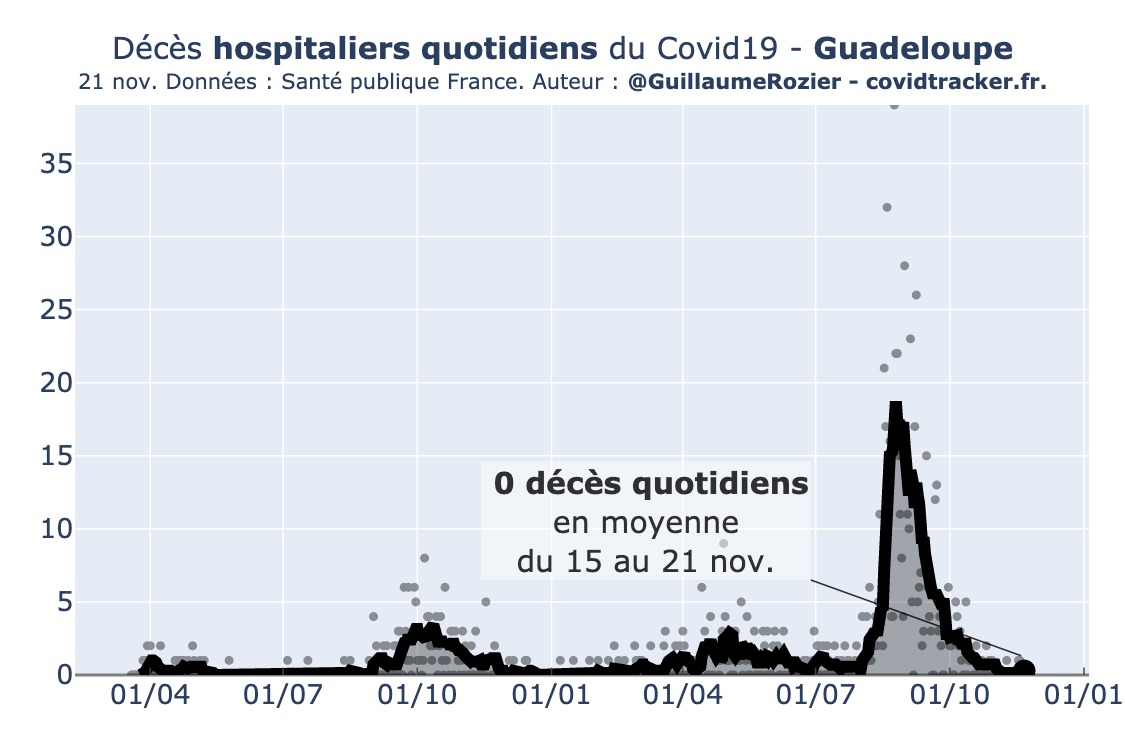 Décès hospitaliers quotidiens du Covid19 - Guadeloupe
21 nov. Données : Santé publique France. Auteur : @GuillaumeRozier - covidtracker.fr.
35
30
25
20
15
10
5
0
0 décès quotidiens
en moyenne
du 15 au 21 nov.
01/04 01/07 01/10 01/01 01/04 01/07 01/10 01/01